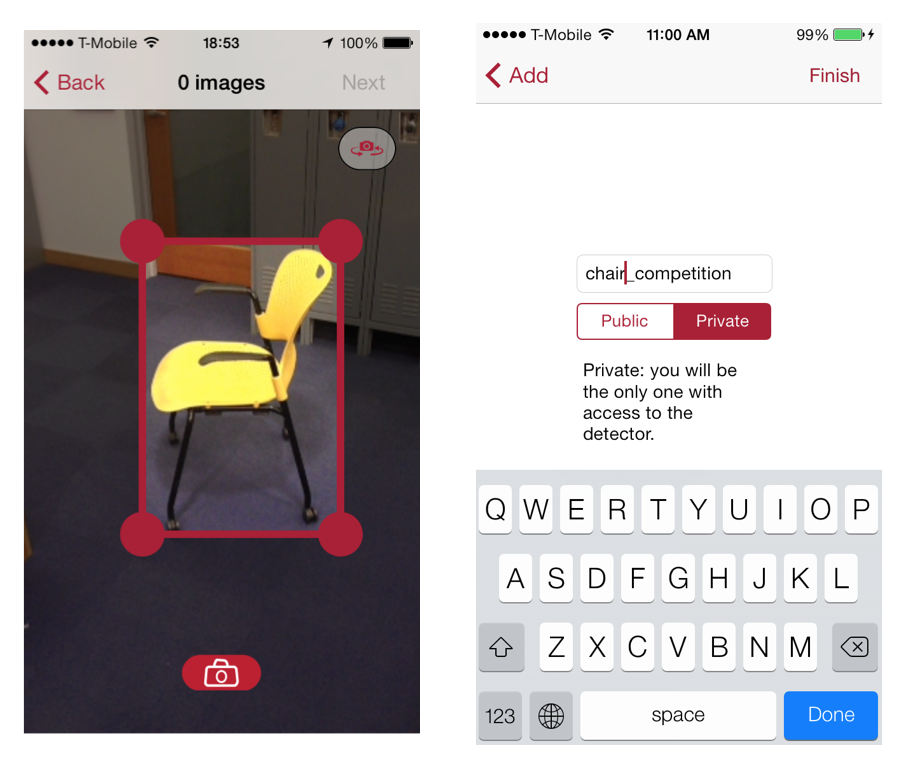 T-Mobile 18:53 100%
Back 0 images Next
T-Mobile 11:00 AM 99%
Add Finish
chair_competition
Public Private
Private: you will be
the only one with
access to the
detector.
Q W E R T Y U I O P
A S D F G H J K L
Z X C V B N M
123 space Done